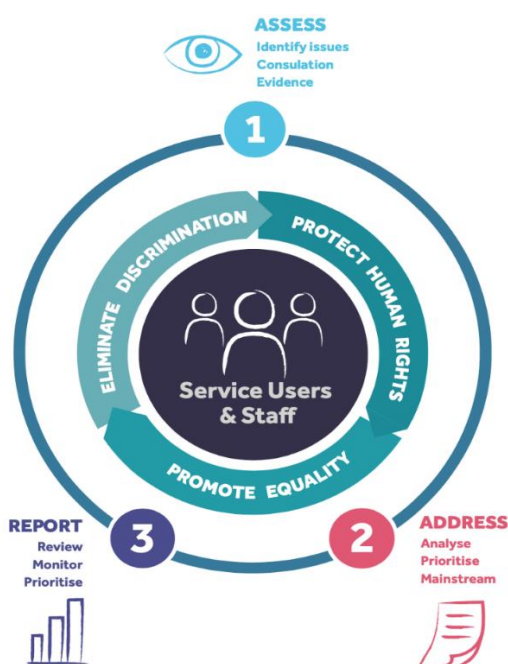 ASSESS
Identify issues
Consulation
Evidence
1
ELIMINATE DISCRIMINATION
PROTECT HUMAN RIGHTS
PROMOTE EQUALITY
Service Users
& Staff
REPORT
Review
Monitor
Prioritise
3
2
ADDRESS
Analyse
Prioritise
Mainstream